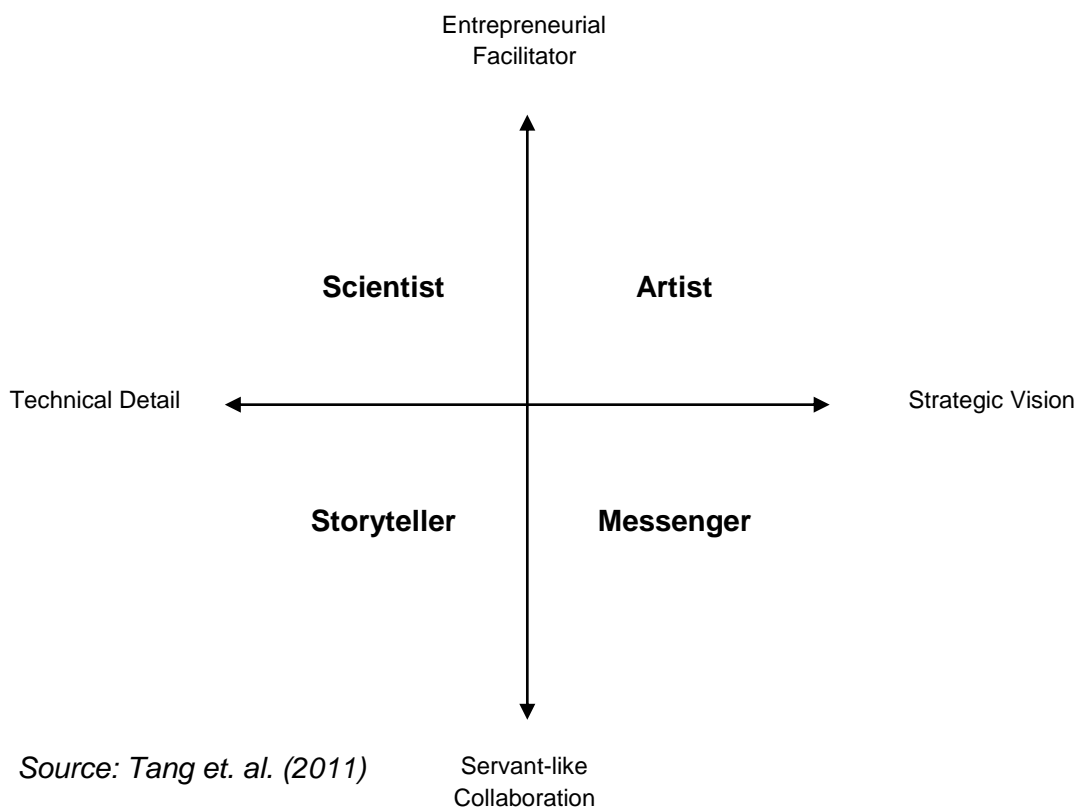 Entrepreneurial
Facilitator
Scientist
Artist
Technical Detail
Strategic Vision
Storyteller
Messenger
Source: Tang et. al. (2011)
Servant-like
Collaboration